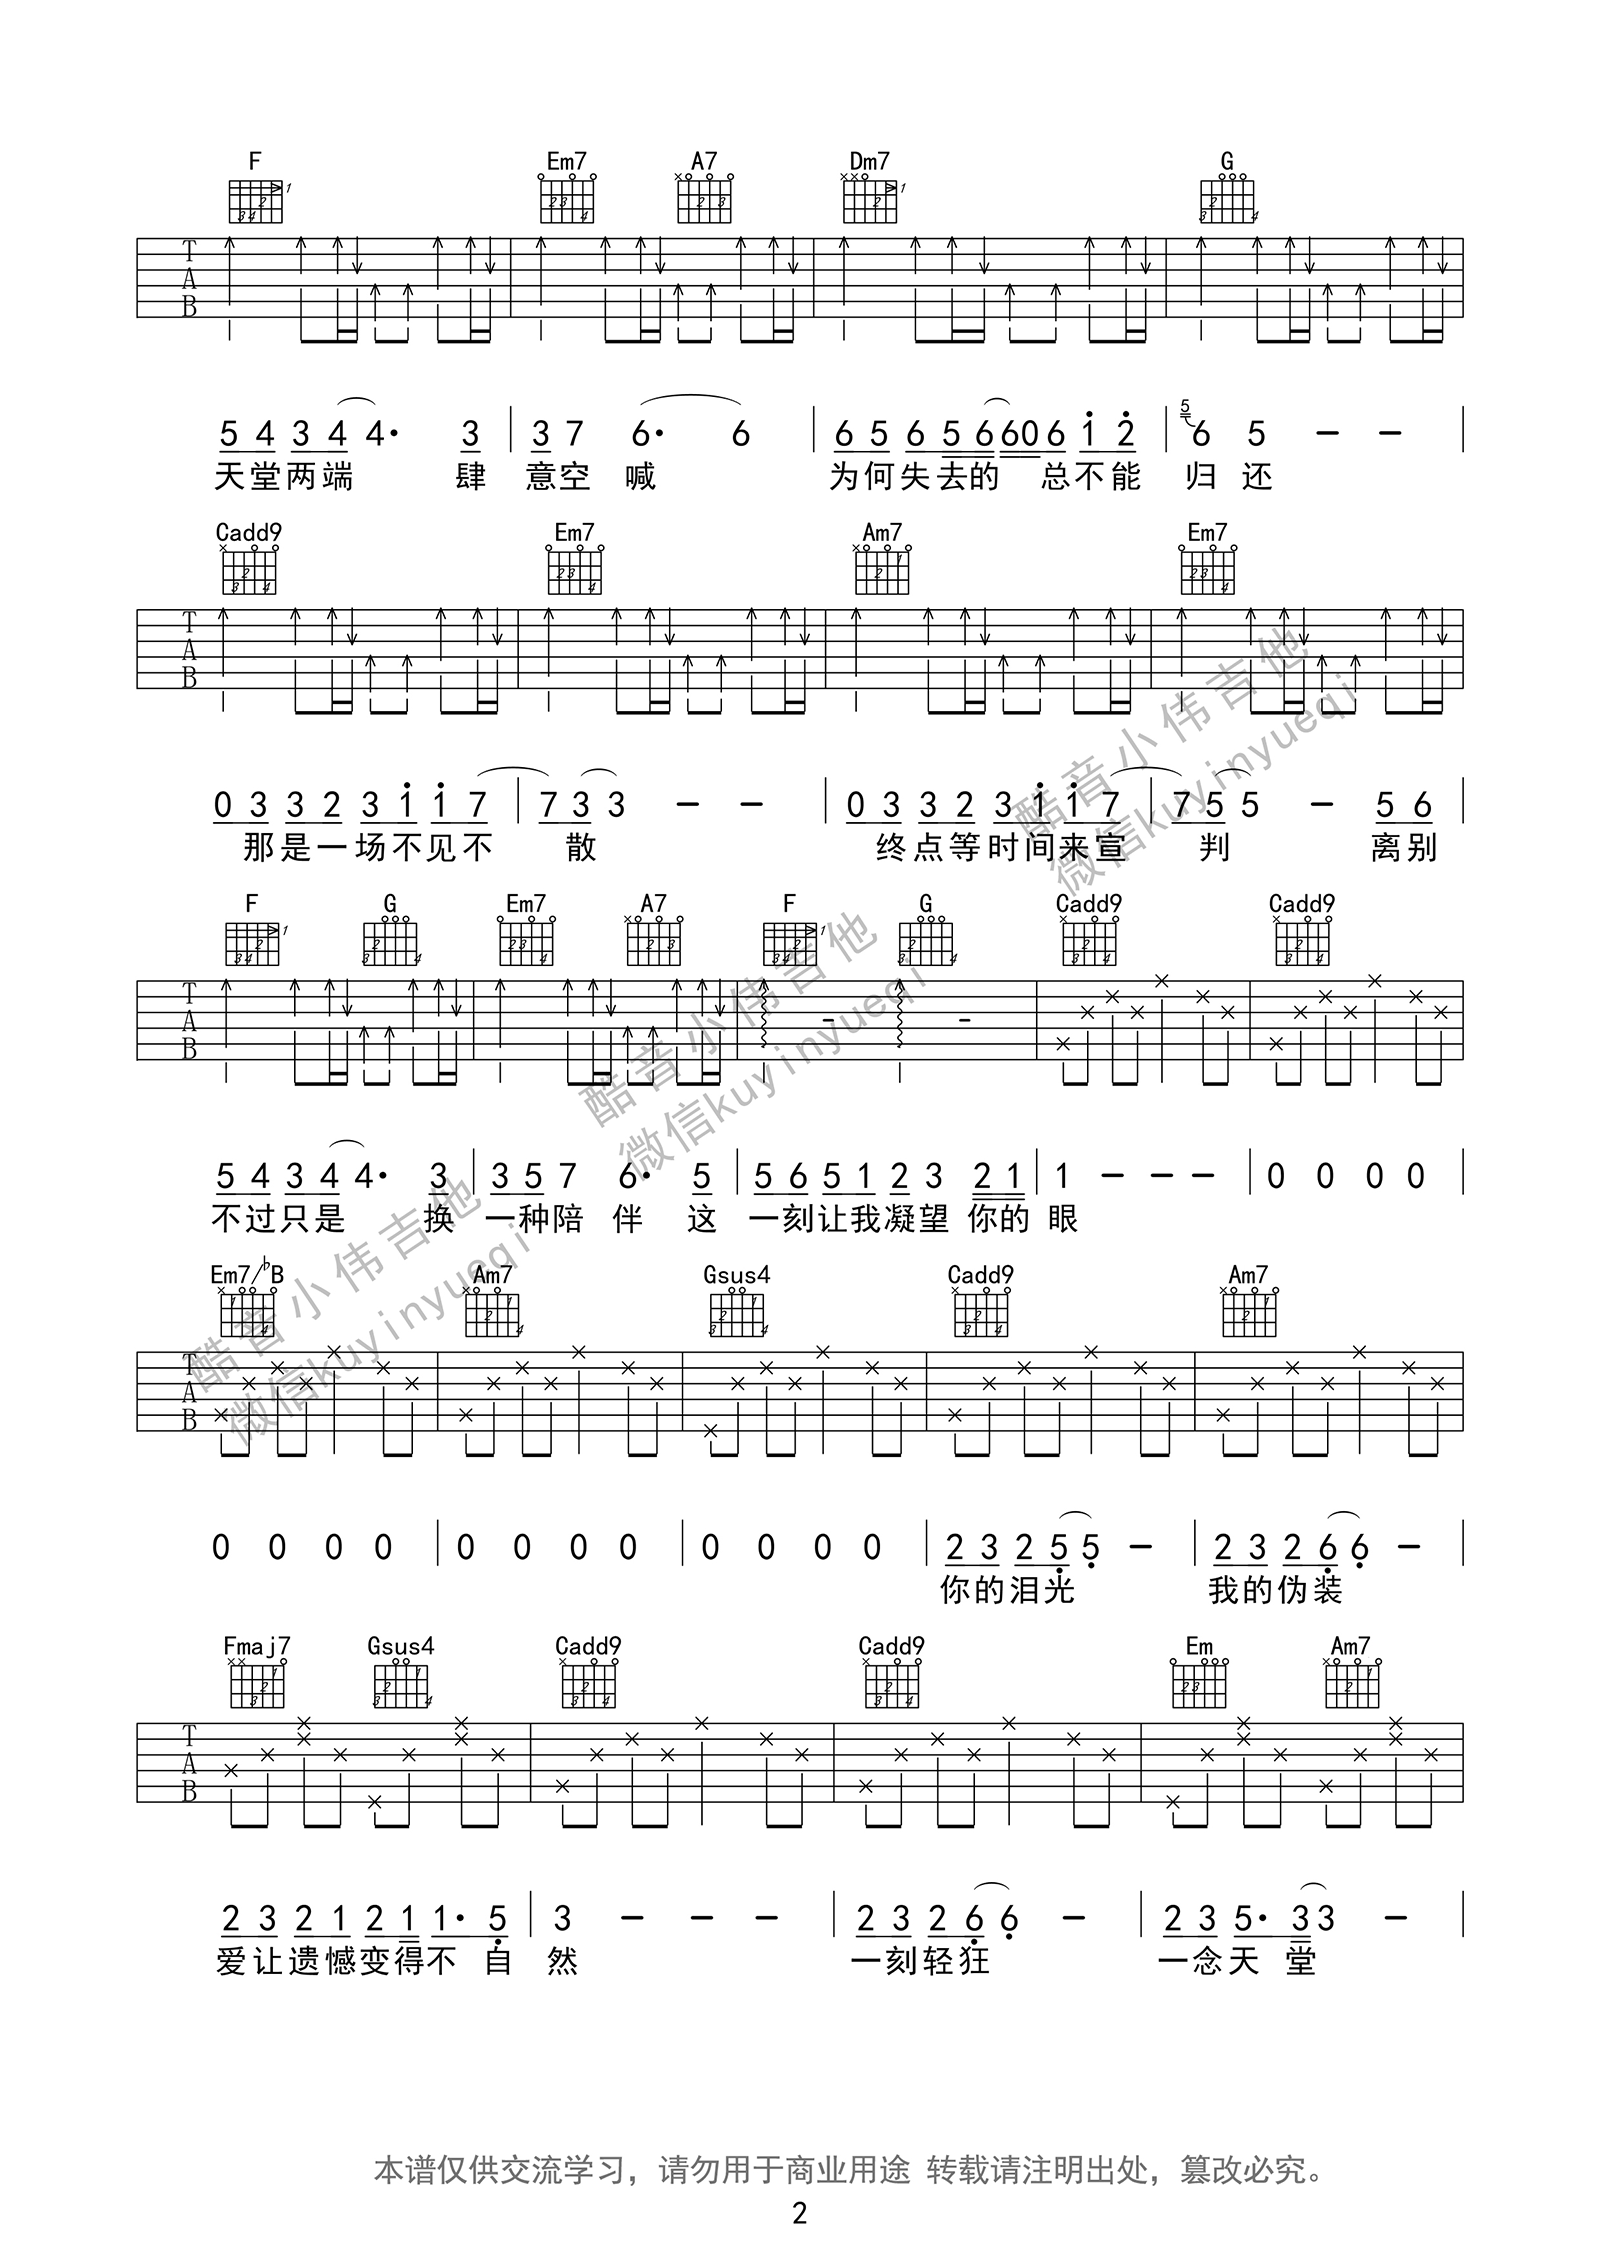 F Em7 A7 Dm7 G
T
A
B
5 4 3 4 4· 3 | 3 7 6· 6 | 6 5 6 5 6 6 0 6 1 2 | 5 6 5 - - |
天堂两端 肆 意空 喊 为何失去的 总不能 归 还
Cadd9 Em7 Am7 Em7
T
A
B
0 3 3 2 3 1 1 7 | 7 3 3 - - | 0 3 3 2 3 1 1 7 | 7 5 5 - 5 6 |
那是一场不见不 散 终点等时间来宣 判 离别
F G Em7 A7 F G Cadd9 Cadd9
T
A
B
5 4 3 4 4· 3 | 3 5 7 6· 5 | 5 6 5 1 2 3 2 1 | 1 - - - | 0 0 0 0 |
不过只是 换 一种陪 伴 这 一刻让我凝望 你的 眼
Em7/♭B Am7 Gsus4 Cadd9 Am7
T
A
B
0 0 0 0 | 0 0 0 0 | 0 0 0 0 | 2 3 2 5 5 - | 2 3 2 6 6 - |
你的泪光 我的伪装
Fmaj7 Gsus4 Cadd9 Cadd9 Em Am7
T
A
B
2 3 2 1 2 1 1· 5 | 3 - - - | 2 3 2 6 6 - | 2 3 5· 3 3 - |
爱让遗憾变得不 自 然 一刻轻狂 一念天 堂
酷音小伟吉他
微信kuyinyueqi
酷音小伟吉他
微信kuyinyueqi
酷音小伟吉他
微信kuyinyueqi
本谱仅供交流学习，请勿用于商业用途 转载请注明出处，篡改必究。
2